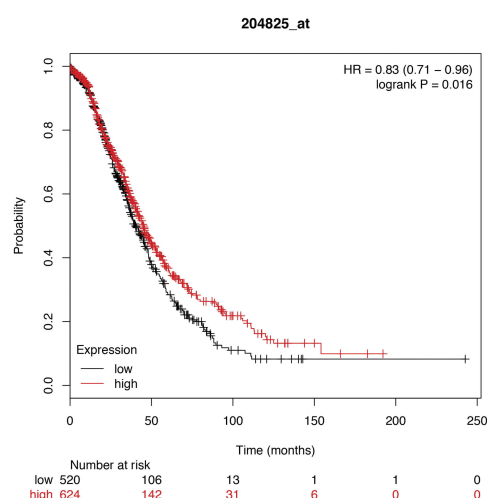 204825_at
HR = 0.83 (0.71 − 0.96)
logrank P = 0.016
Probability
1.0
0.8
0.6
0.4
0.2
0.0
Expression
low
high
0 50 100 150 200 250
Time (months)
Number at risk
low 520 106 13 1 1 0
high 624 142 31 6 0 0